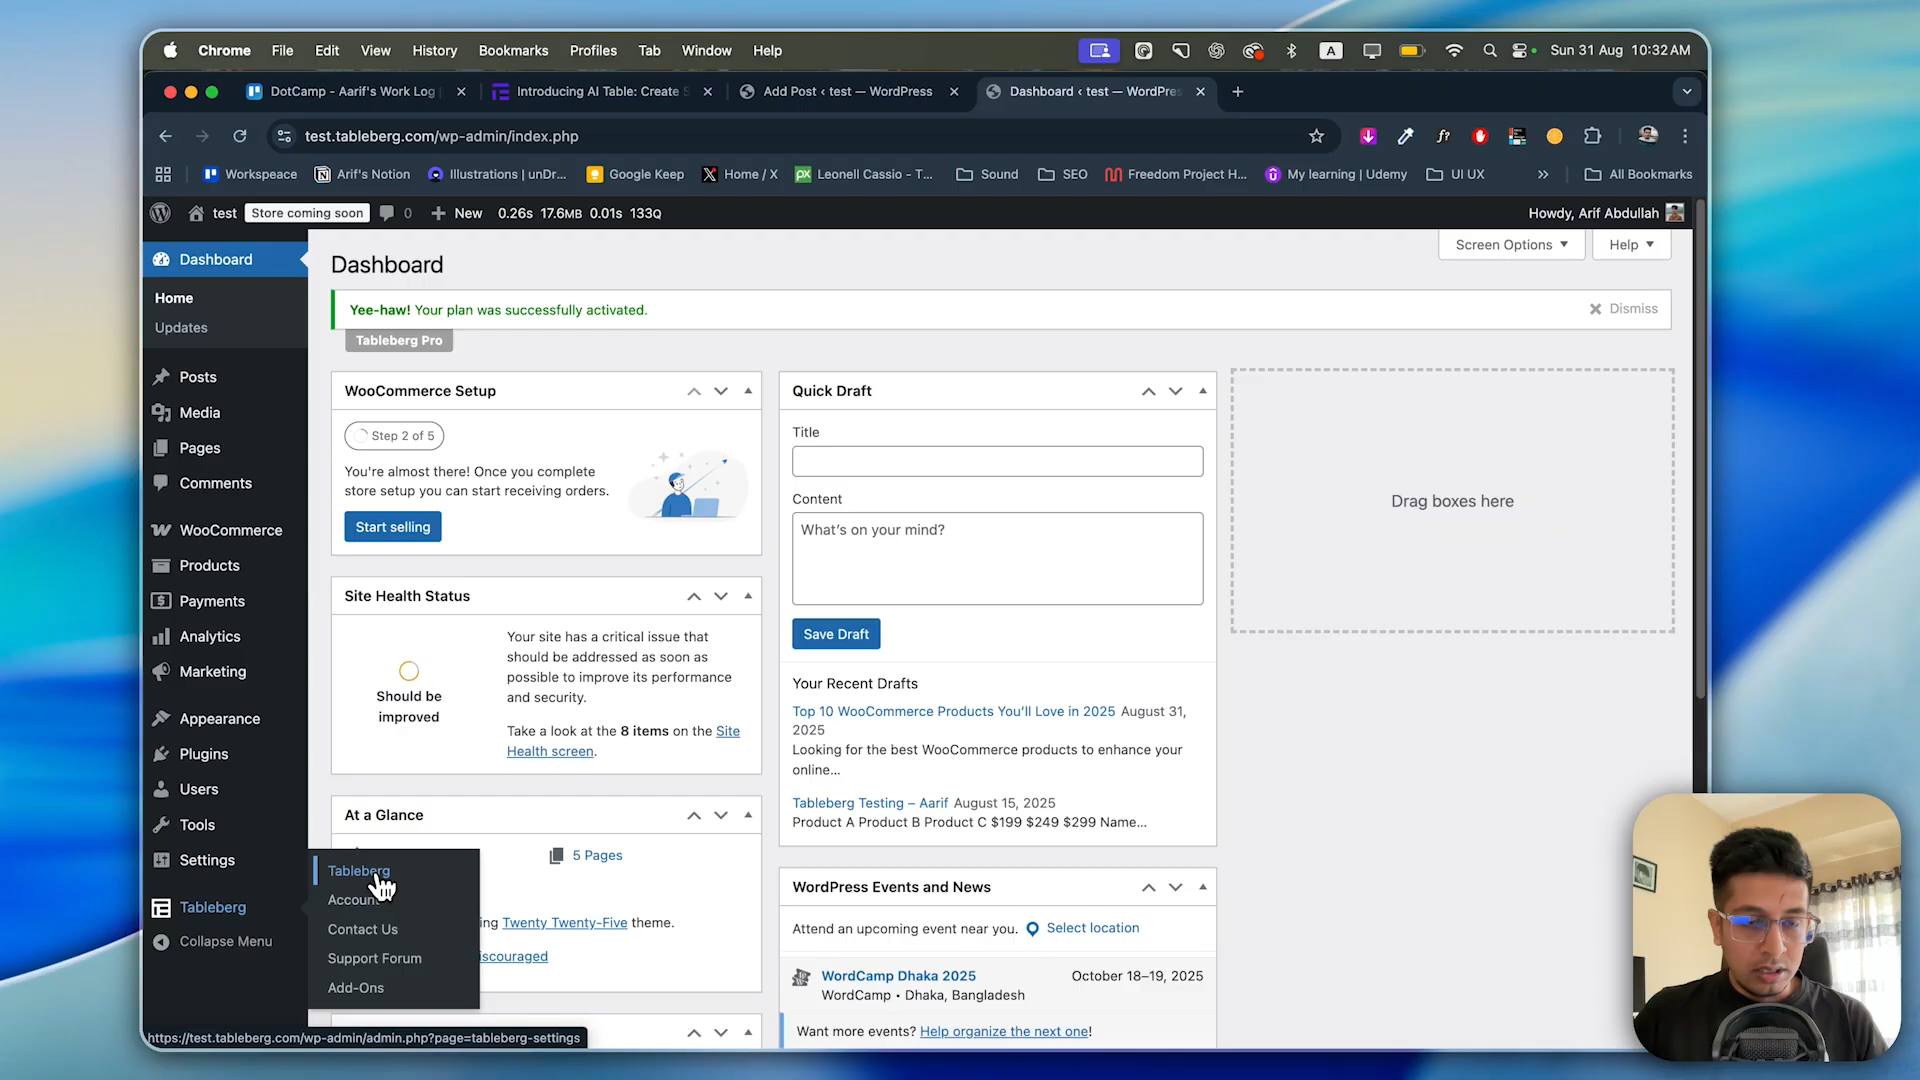 Chrome File Edit View History Bookmarks Profiles Tab Window Help
A
Sun 31 Aug 10:32 AM
DotCamp - Aarif's Work Log
Introducing AI Table: Create S
Add Post ‹ test — WordPress
Dashboard ‹ test — WordPres
test.tableberg.com/wp-admin/index.php
f?
Workspeace
Arif's Notion
Illustrations | unDr...
Google Keep
Home / X
px Leonell Cassio - T...
Sound
SEO
Freedom Project H...
My learning | Udemy
UI UX
»
All Bookmarks
test
Store coming soon
0
New
0.26s 17.6MB 0.01s 133Q
Howdy, Arif Abdullah
Dashboard
Home
Updates
Posts
Media
Pages
Comments
WooCommerce
Products
Payments
Analytics
Marketing
Appearance
Plugins
Users
Tools
Settings
Tableberg
Collapse Menu
Tableberg
Account
Contact Us
Support Forum
Add-Ons
Screen Options
Help
Dashboard
Yee-haw! Your plan was successfully activated.
Dismiss
Tableberg Pro
WooCommerce Setup
Step 2 of 5
You're almost there! Once you complete
store setup you can start receiving orders.
Start selling
Site Health Status
Should be
improved
Your site has a critical issue that
should be addressed as soon as
possible to improve its performance
and security.
Take a look at the 8 items on the Site
Health screen.
At a Glance
5 Pages
ing Twenty Twenty-Five theme.
iscouraged
Quick Draft
Title
Content
What's on your mind?
Save Draft
Your Recent Drafts
Top 10 WooCommerce Products You'll Love in 2025 August 31,
2025
Looking for the best WooCommerce products to enhance your
online...
Tableberg Testing – Aarif August 15, 2025
Product A Product B Product C $199 $249 $299 Name...
WordPress Events and News
Attend an upcoming event near you.
Select location
WordCamp Dhaka 2025
October 18–19, 2025
WordCamp • Dhaka, Bangladesh
Want more events? Help organize the next one!
Drag boxes here
https://test.tableberg.com/wp-admin/admin.php?page=tableberg-settings